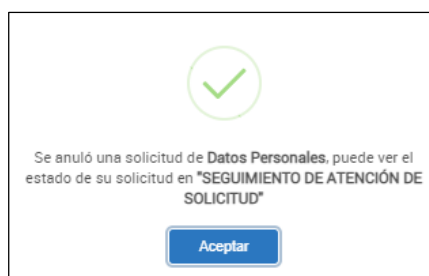 Se anuló una solicitud de Datos Personales, puede ver el
estado de su solicitud en "SEGUIMIENTO DE ATENCIÓN DE
SOLICITUD"
Aceptar